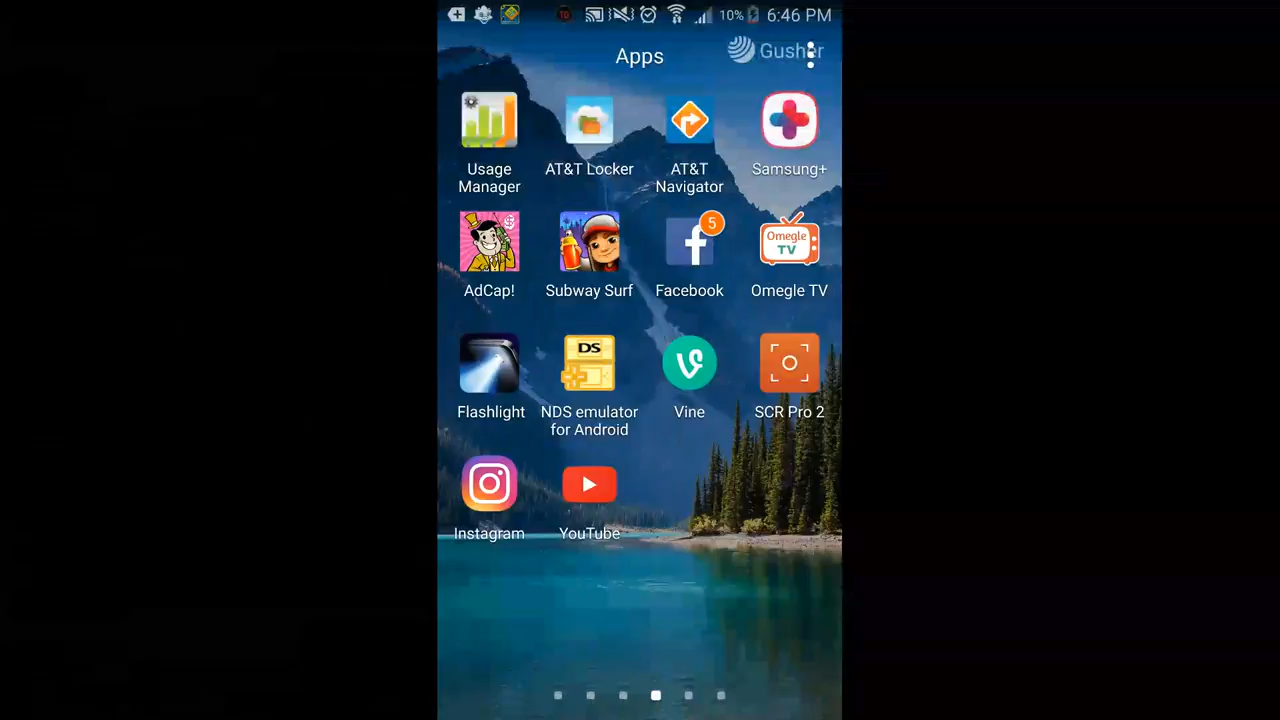 10% 6:46 PM
Apps
Gusher
Usage
Manager
AT&T Locker
AT&T
Navigator
Samsung+
5
Omegle
TV
AdCap!
Subway Surf
Facebook
Omegle TV
DS
Flashlight
NDS emulator
for Android
Vine
SCR Pro 2
Instagram
YouTube